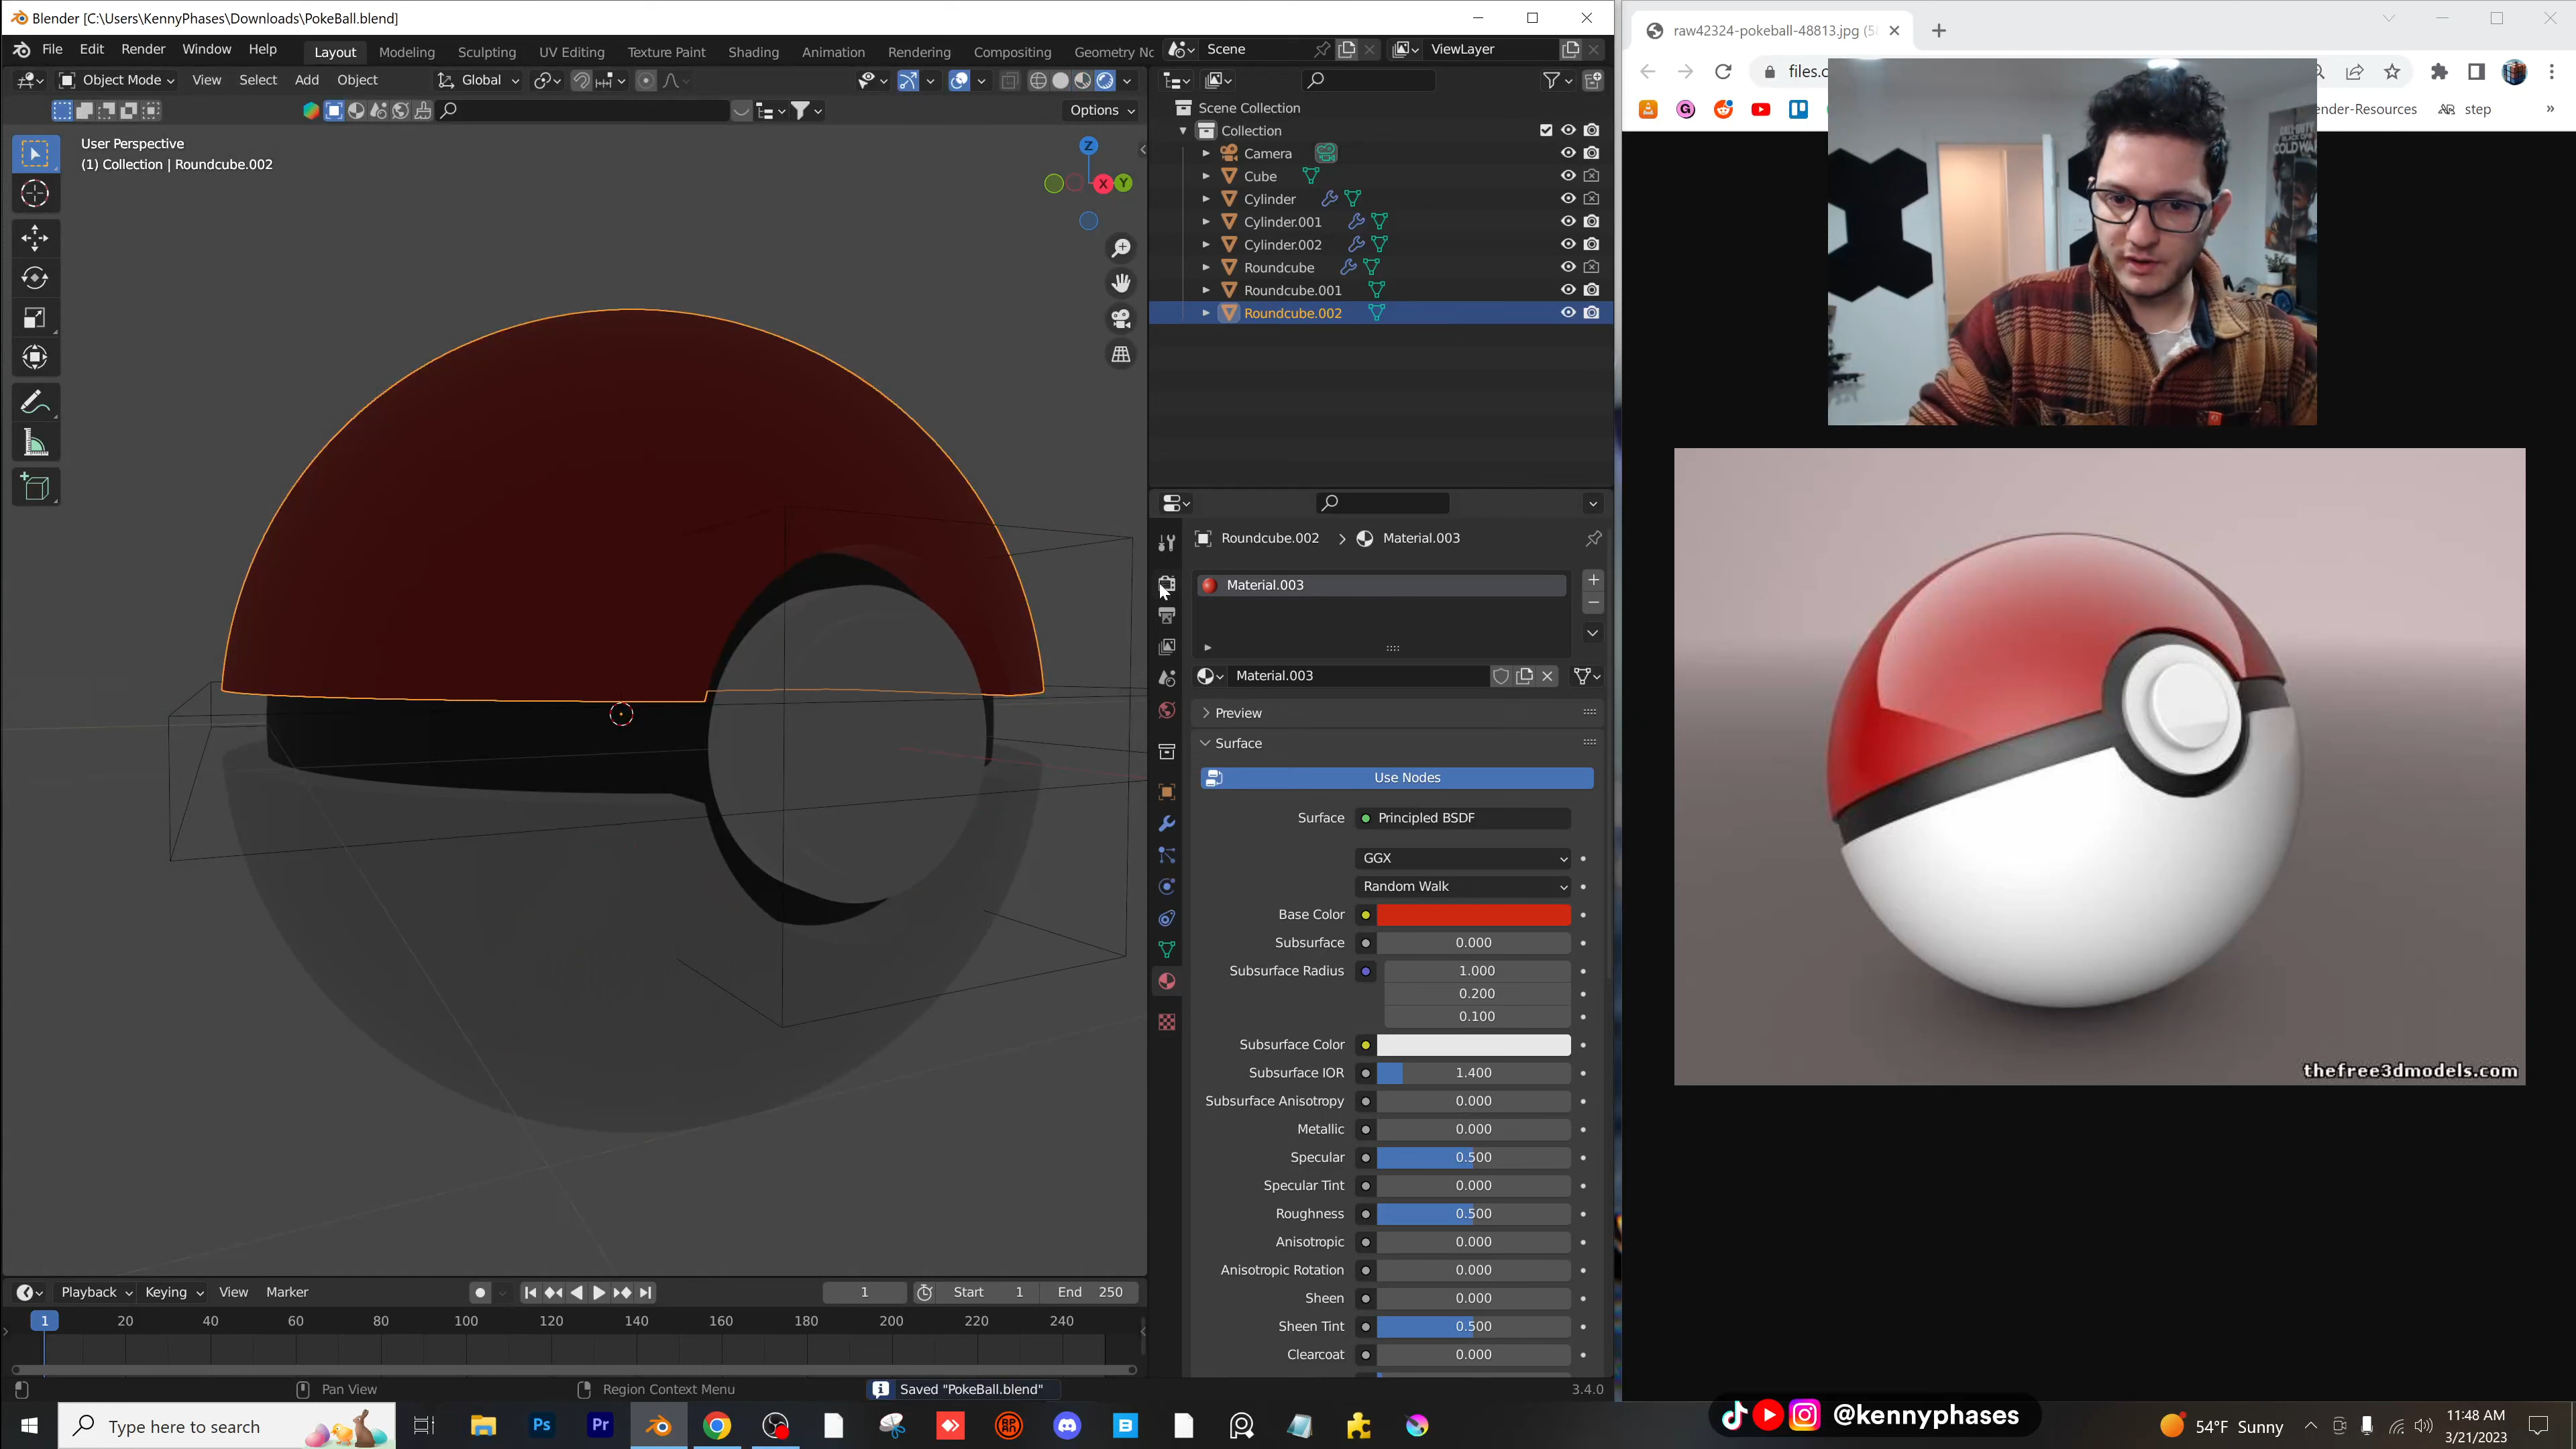 Blender [C:\Users\KennyPhases\Downloads\PokeBall.blend]
File Edit Render Window Help Layout Modeling Sculpting UV Editing Texture Paint Shading Animation Rendering Compositing Geometry No Scene ViewLayer
Object Mode View Select Add Object Global
Options
User Perspective
(1) Collection | Roundcube.002
Z
X
Y
Scene Collection
Collection
Camera
Cube
Cylinder
Cylinder.001
Cylinder.002
Roundcube
Roundcube.001
Roundcube.002
Roundcube.002 > Material.003
Material.003
Material.003
Preview
Surface
Use Nodes
Surface Principled BSDF
GGX
Random Walk
Base Color
Subsurface 0.000
Subsurface Radius 1.000
0.200
0.100
Subsurface Color
Subsurface IOR 1.400
Subsurface Anisotropy 0.000
Metallic 0.000
Specular 0.500
Specular Tint 0.000
Roughness 0.500
Anisotropic 0.000
Anisotropic Rotation 0.000
Sheen 0.000
Sheen Tint 0.500
Clearcoat 0.000
Playback Keying View Marker 1 Start 1 End 250
1 20 40 60 80 100 120 140 160 180 200 220 240
Pan View Region Context Menu Saved "PokeBall.blend" 3.4.0
raw42324-pokeball-48813.jpg (5
files.c
ender-Resources step
COLD WAR
thefree3dmodels.com
@kennyphases
Type here to search
Ps
Pr
54°F Sunny
11:48 AM
3/21/2023